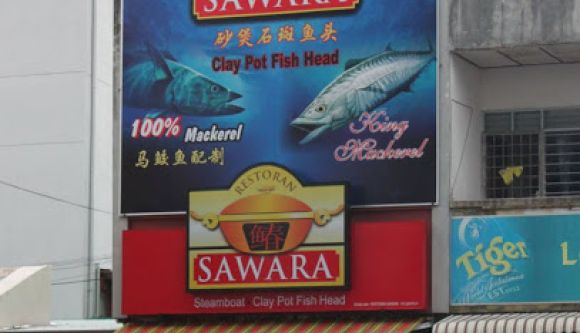 SAWARA
砂煲石斑鱼头
Clay Pot Fish Head
100% Mackerel
马鲛鱼配制
King
Mackerel
RESTORAN
鰆
SAWARA
Steamboat Clay Pot Fish Head
Tiger